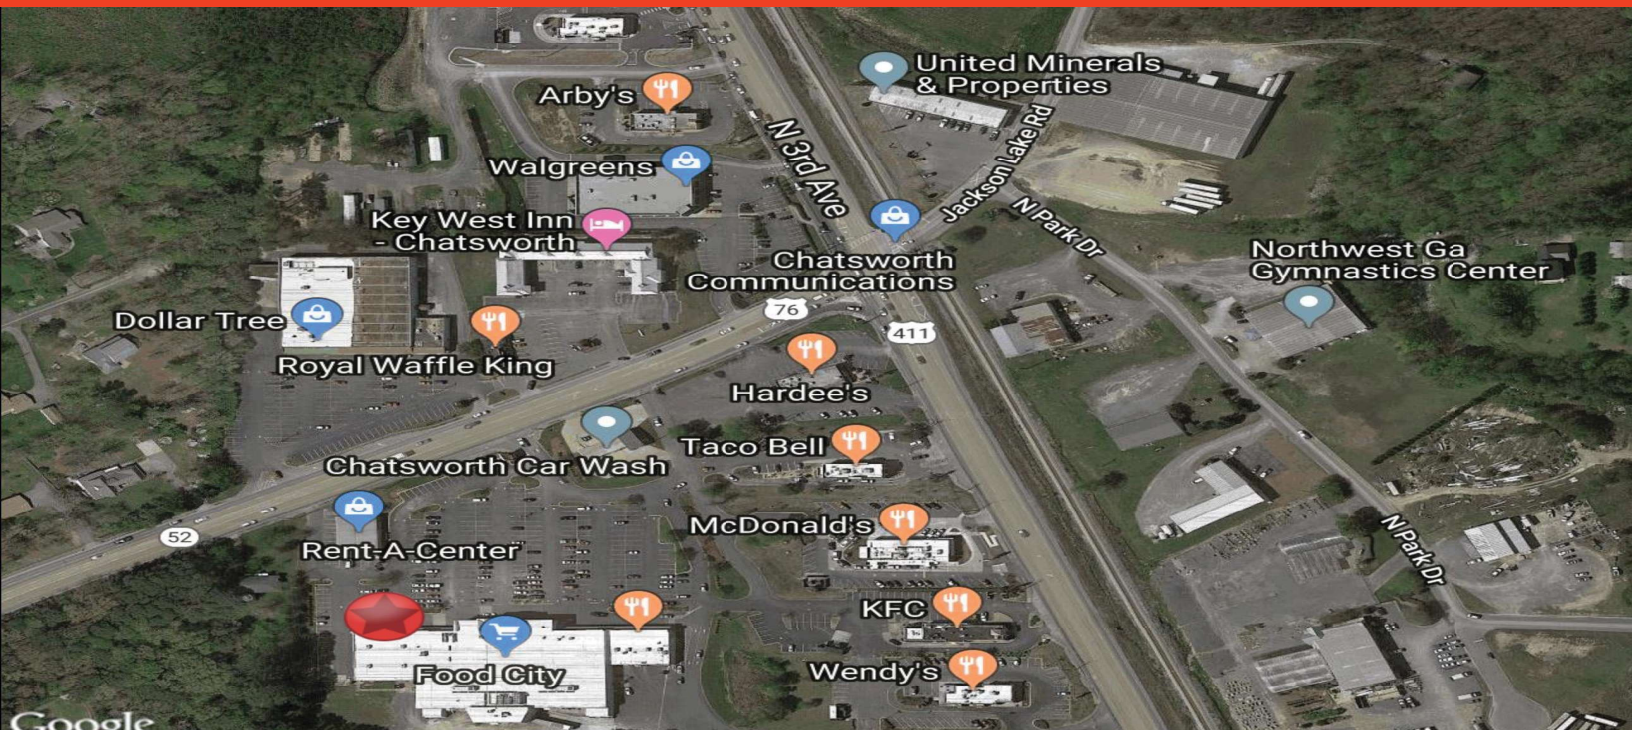 United Minerals
& Properties
Arby's
N 3rd Ave
Jackson Lake Rd
Walgreens
Key West Inn
- Chatsworth
N Park Dr
Chatsworth
Communications
Northwest Ga
Gymnastics Center
76
411
Dollar Tree
Royal Waffle King
Hardee's
Taco Bell
Chatsworth Car Wash
52
Rent-A-Center
McDonald's
N Park Dr
KFC
Food City
Wendy's
Google